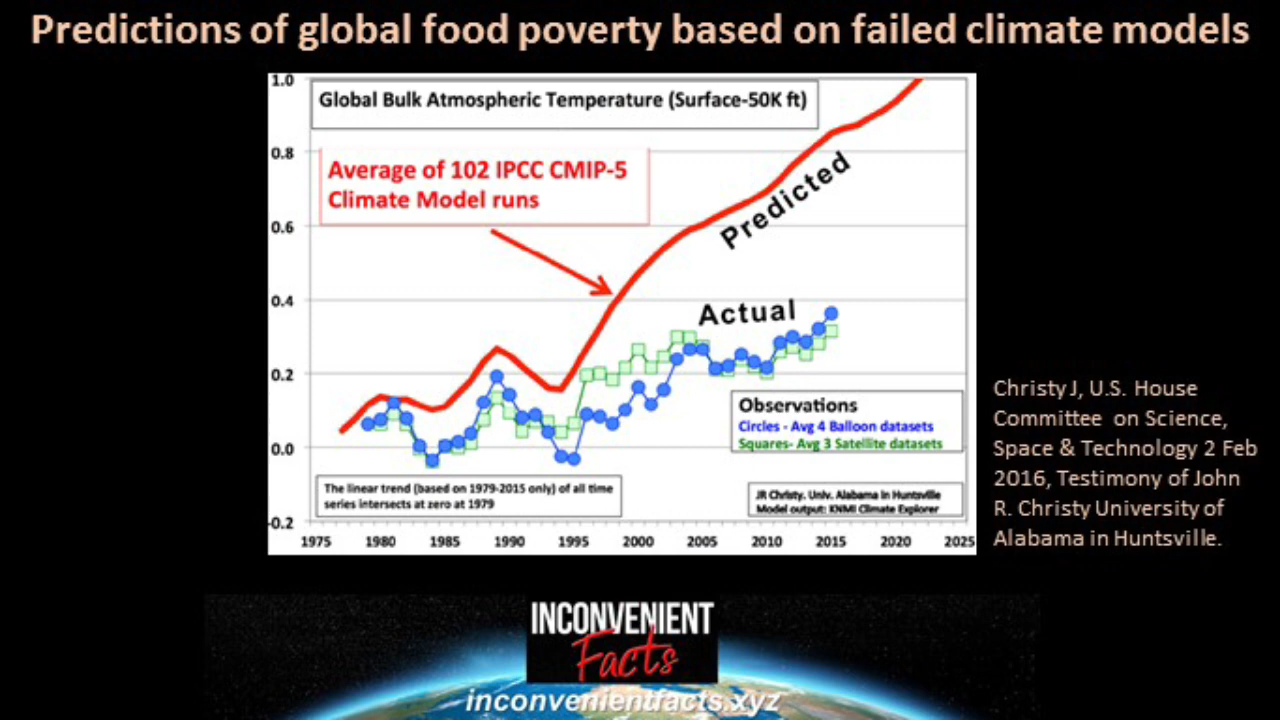 Predictions of global food poverty based on failed climate models
1.0
Global Bulk Atmospheric Temperature (Surface-50K ft)
0.8
Average of 102 IPCC CMIP-5
Climate Model runs
Predicted
0.6
0.4
Actual
0.2
Observations
Circles - Avg 4 Balloon datasets
Squares- Avg 3 Satellite datasets
0.0
The linear trend (based on 1979-2015 only) of all time
series intersects at zero at 1979
JR Christy. Univ. Alabama in Huntsville
Model output: KNMI Climate Explorer
-0.2
1975 1980 1985 1990 1995 2000 2005 2010 2015 2020 2025
Christy J, U.S. House
Committee on Science,
Space & Technology 2 Feb
2016, Testimony of John
R. Christy University of
Alabama in Huntsville.
INCONVENIENT
Facts
inconvenientfacts.xyz